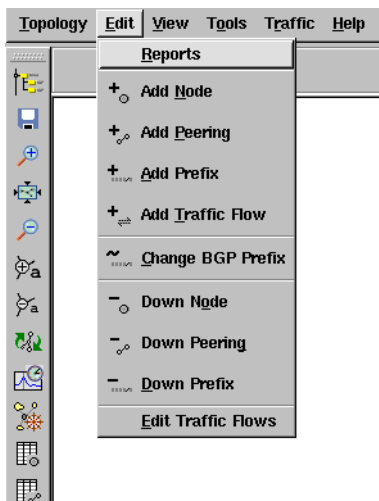 Topology Edit View Tools Traffic Help
Reports
Add Node
Add Peering
Add Prefix
Add Traffic Flow
Change BGP Prefix
Down Node
Down Peering
Down Prefix
Edit Traffic Flows
a
a